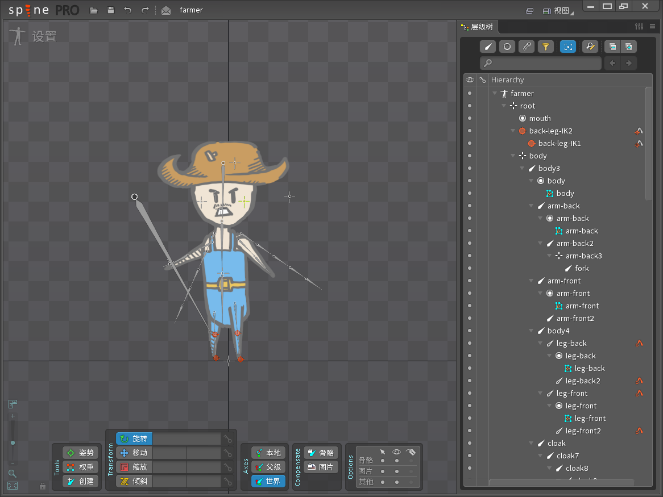 spine PRO
farmer
视图
设置
层级树
Hierarchy
farmer
root
mouth
back-leg-IK2
back-leg-IK1
body
body3
body
body
arm-back
arm-back
arm-back
arm-back2
arm-back3
fork
arm-front
arm-front
arm-front
arm-front2
body4
leg-back
leg-back
leg-back
leg-back2
leg-front
leg-front
leg-front
leg-front2
cloak
cloak7
cloak8
Tools
姿势
权重
创建
Transform
旋转
移动
缩放
倾斜
Axes
本地
父级
世界
Compensate
骨骼
图片
Options
骨骼
图片
其他